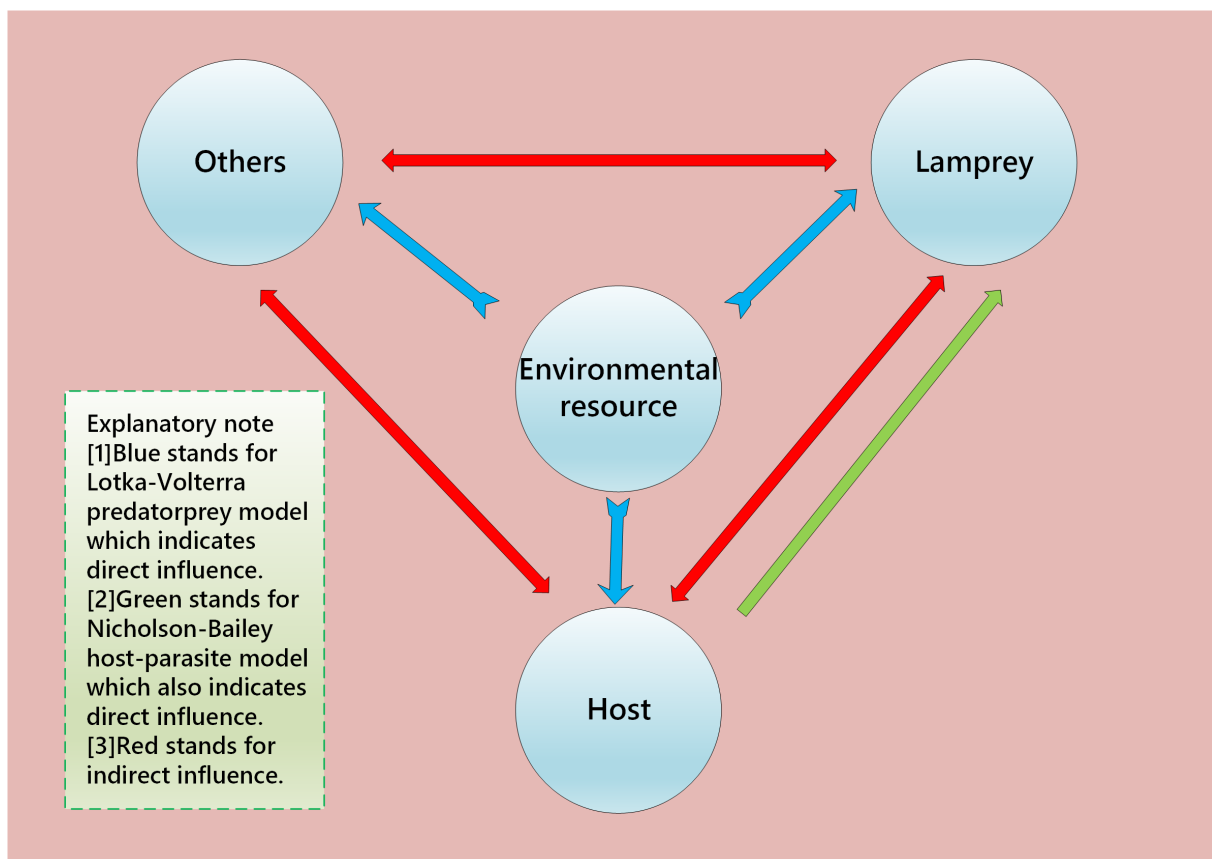 Others
Lamprey
Environmental
resource
Explanatory note
[1]Blue stands for
Lotka-Volterra
predatorprey model
which indicates
direct influence.
[2]Green stands for
Nicholson-Bailey
host-parasite model
which also indicates
direct influence.
[3]Red stands for
indirect influence.
Host